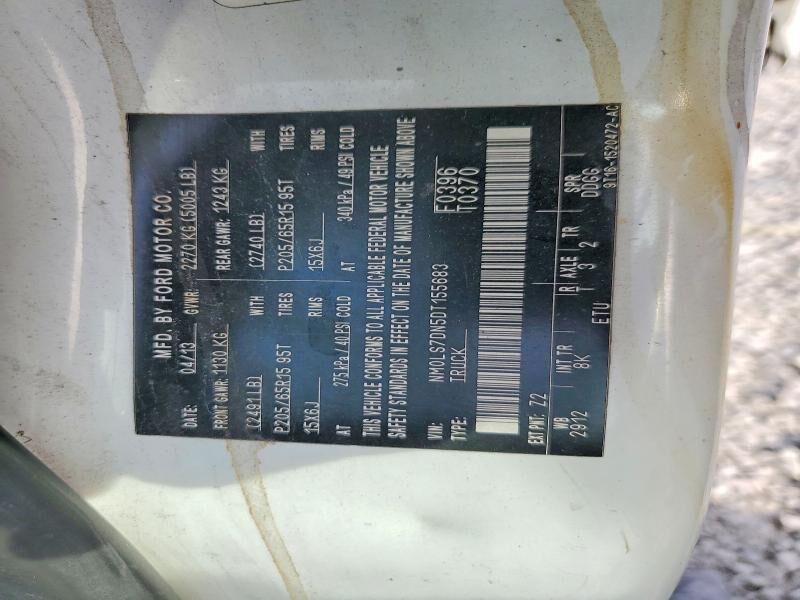 MFD. BY FORD MOTOR CO.
DATE: 04/13 GVWR: 2270 KG (5005 LB)
FRONT GAWR: 1130 KG REAR GAWR: 1243 KG
(2491 LB) WITH (2740 LB) WITH
P205/65R15 95T TIRES P205/65R15 95T TIRES
15X6J RIMS 15X6J RIMS
AT 275 kPa / 40 PSI COLD AT 340 kPa / 49 PSI COLD
THIS VEHICLE CONFORMS TO ALL APPLICABLE FEDERAL MOTOR VEHICLE
SAFETY STANDARDS IN EFFECT ON THE DATE OF MANUFACTURE SHOWN ABOVE
VIN: NM0LS7DN5DT155683 F0396
TYPE: TRUCK T0370
EXT PNT: Z2
WB INT TR R AXLE TR SPR
2912 8K T 3 2 DDGG
ETU 9T16-1520472-AC